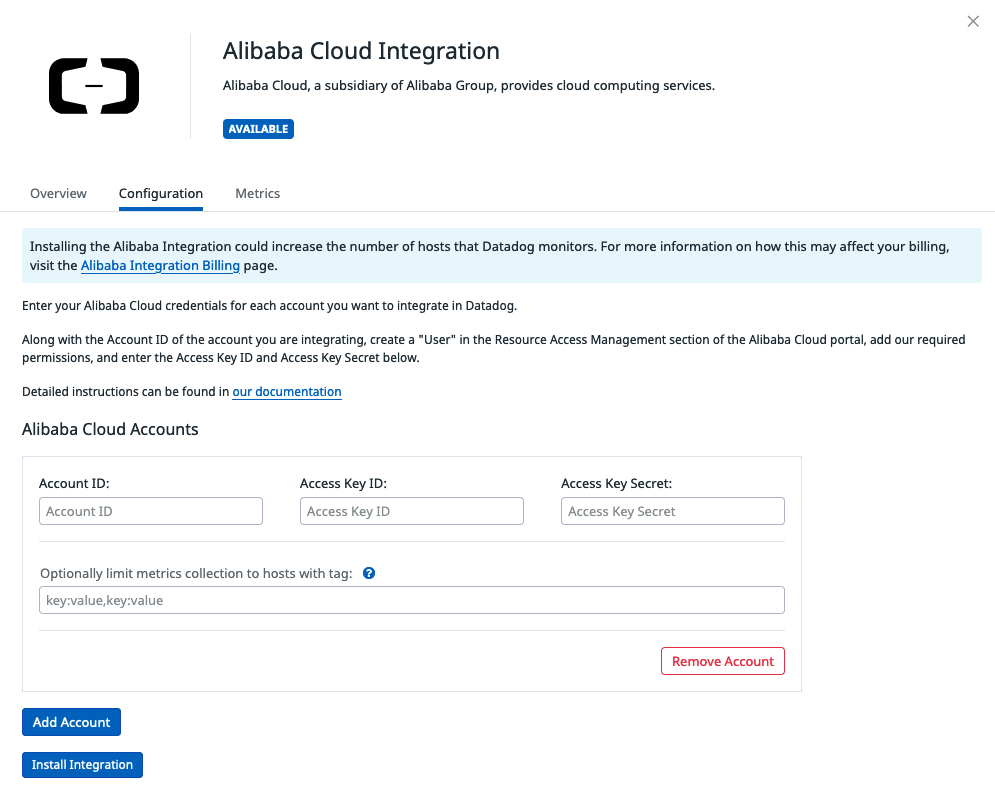 Alibaba Cloud Integration
Alibaba Cloud, a subsidiary of Alibaba Group, provides cloud computing services.
AVAILABLE
Overview Configuration Metrics
Installing the Alibaba Integration could increase the number of hosts that Datadog monitors. For more information on how this may affect your billing,
visit the Alibaba Integration Billing page.
Enter your Alibaba Cloud credentials for each account you want to integrate in Datadog.
Along with the Account ID of the account you are integrating, create a "User" in the Resource Access Management section of the Alibaba Cloud portal, add our required
permissions, and enter the Access Key ID and Access Key Secret below.
Detailed instructions can be found in our documentation
Alibaba Cloud Accounts
Account ID: Access Key ID: Access Key Secret:
Account ID Access Key ID Access Key Secret
Optionally limit metrics collection to hosts with tag: ?
key:value,key:value
Remove Account
Add Account
Install Integration